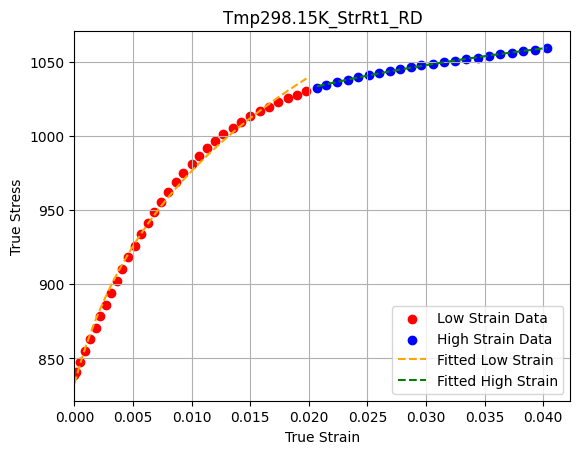 Tmp298.15K_StrRt1_RD
True Stress
1050
1000
950
900
850
Low Strain Data
High Strain Data
Fitted Low Strain
Fitted High Strain
0.000 0.005 0.010 0.015 0.020 0.025 0.030 0.035 0.040
True Strain